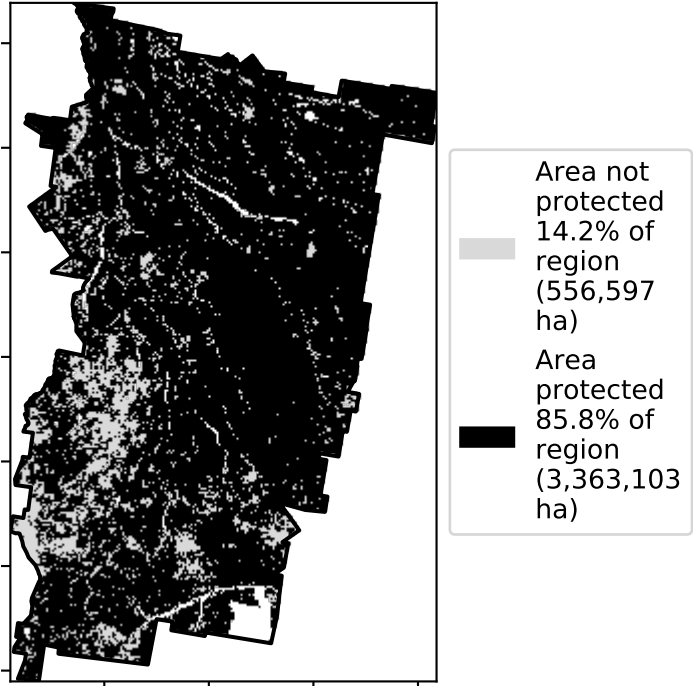 Area not
protected
14.2% of
region
(556,597
ha)
Area
protected
85.8% of
region
(3,363,103
ha)